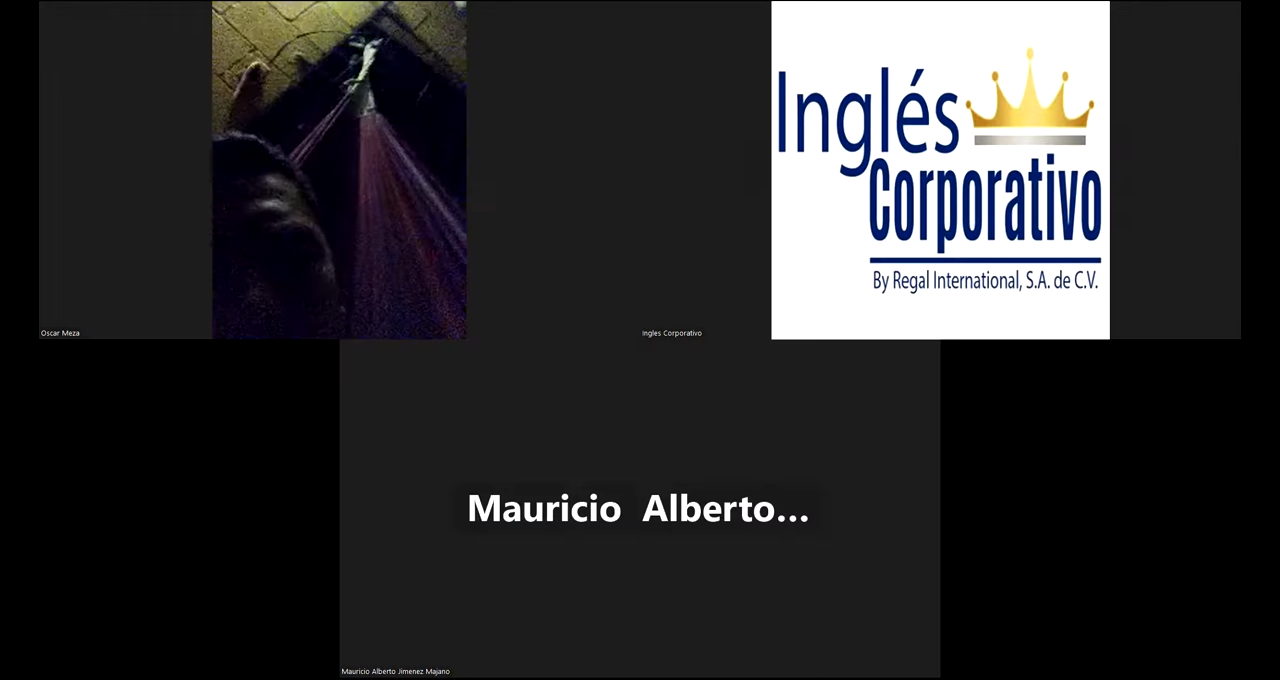 Inglés
Corporativo
By Regal International, S.A. de C.V.
Oscar Meza
Ingles Corporativo
Mauricio Alberto...
Mauricio Alberto Jimenez Majano